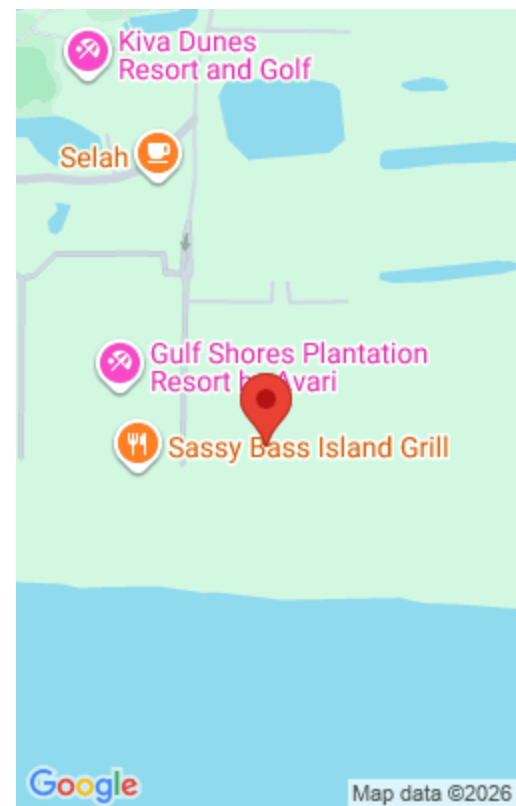 Kiva Dunes
Resort and Golf
Selah
Gulf Shores Plantation
Resort by Avari
Sassy Bass Island Grill
Google
Map data ©2026